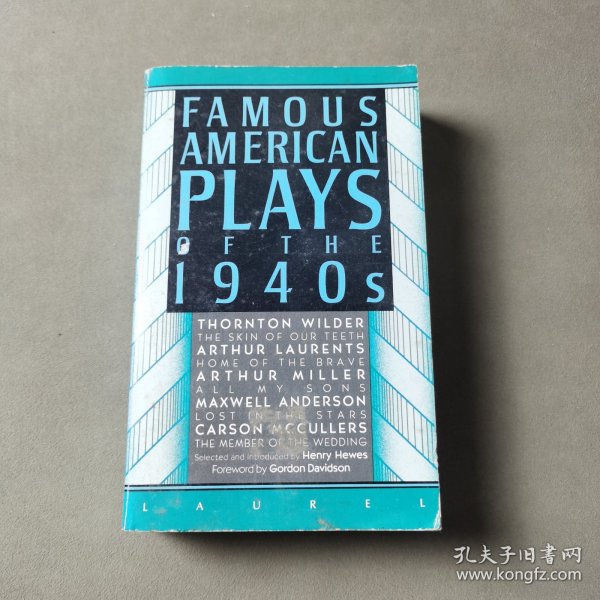 FAMOUS
AMERICAN
PLAYS
OF THE
1940s
THORNTON WILDER
THE SKIN OF OUR TEETH
ARTHUR LAURENTS
HOME OF THE BRAVE
ARTHUR MILLER
ALL MY SONS
MAXWELL ANDERSON
LOST IN THE STARS
CARSON MCCULLERS
THE MEMBER OF THE WEDDING
Selected and introduced by Henry Hewes
Foreword by Gordon Davidson
LAUREL
孔夫子旧书网
www.kongfz.com